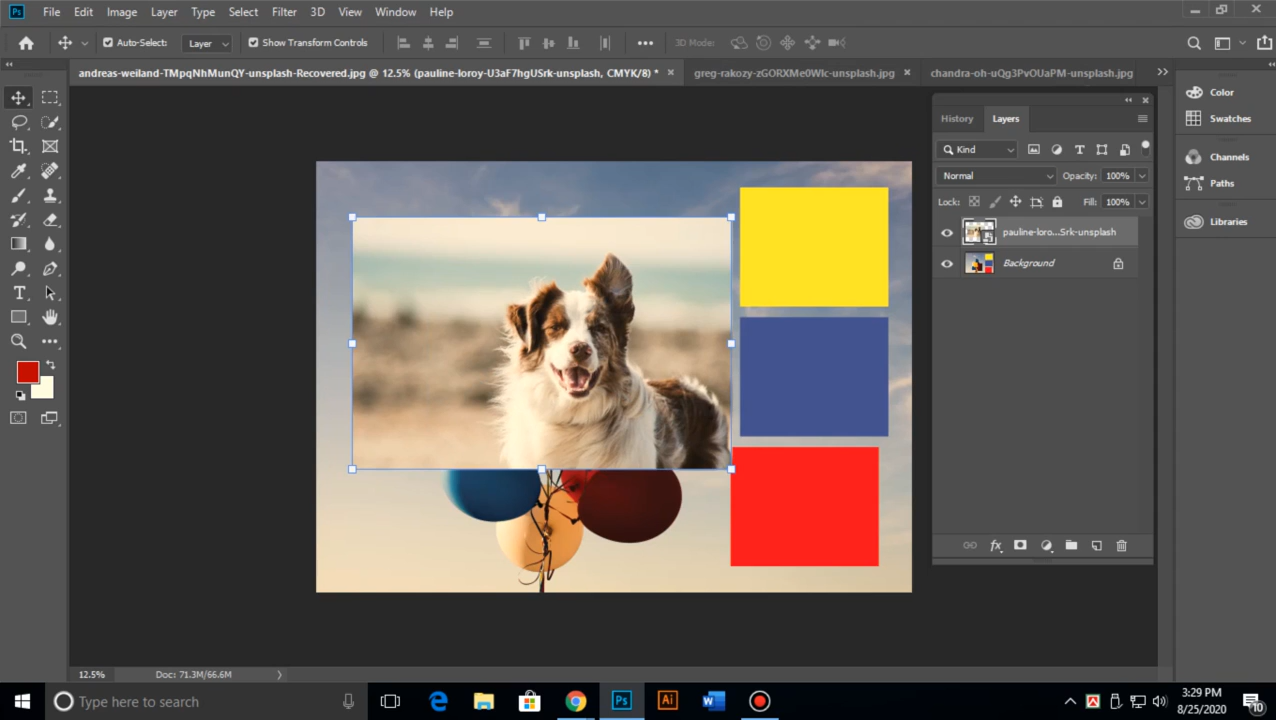 Ps File Edit Image Layer Type Select Filter 3D View Window Help
Auto-Select: Layer Show Transform Controls 3D Mode:
andreas-weiland-TMpqNhMunQY-unsplash-Recovered.jpg @ 12.5% (pauline-loroy-U3aF7hgUSrk-unsplash, CMYK/8) * × greg-rakozy-zGORXMe0WIc-unsplash.jpg × chandra-oh-uQg3PvOUaPM-unsplash.jpg
Color
Swatches
Channels
Paths
Libraries
History Layers
Kind T
Normal Opacity: 100%
Lock: Fill: 100%
pauline-loro...Srk-unsplash
Background
fx
T
12.5% Doc: 71.3M/66.6M
Type here to search
Ps Ai W
3:29 PM
8/25/2020
10